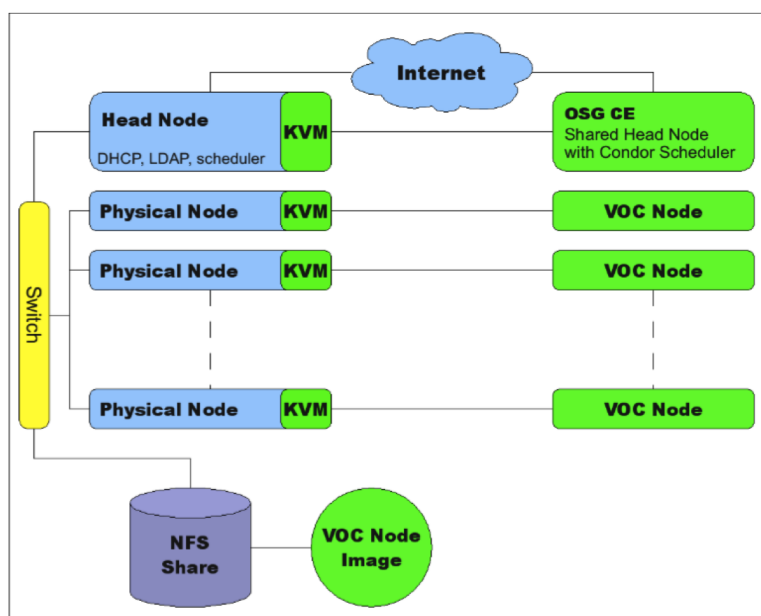 Internet
Head Node
DHCP, LDAP, scheduler
KVM
OSG CE
Shared Head Node
with Condor Scheduler
Physical Node
KVM
VOC Node
Physical Node
KVM
VOC Node
Switch
Physical Node
KVM
VOC Node
NFS
Share
VOC Node
Image